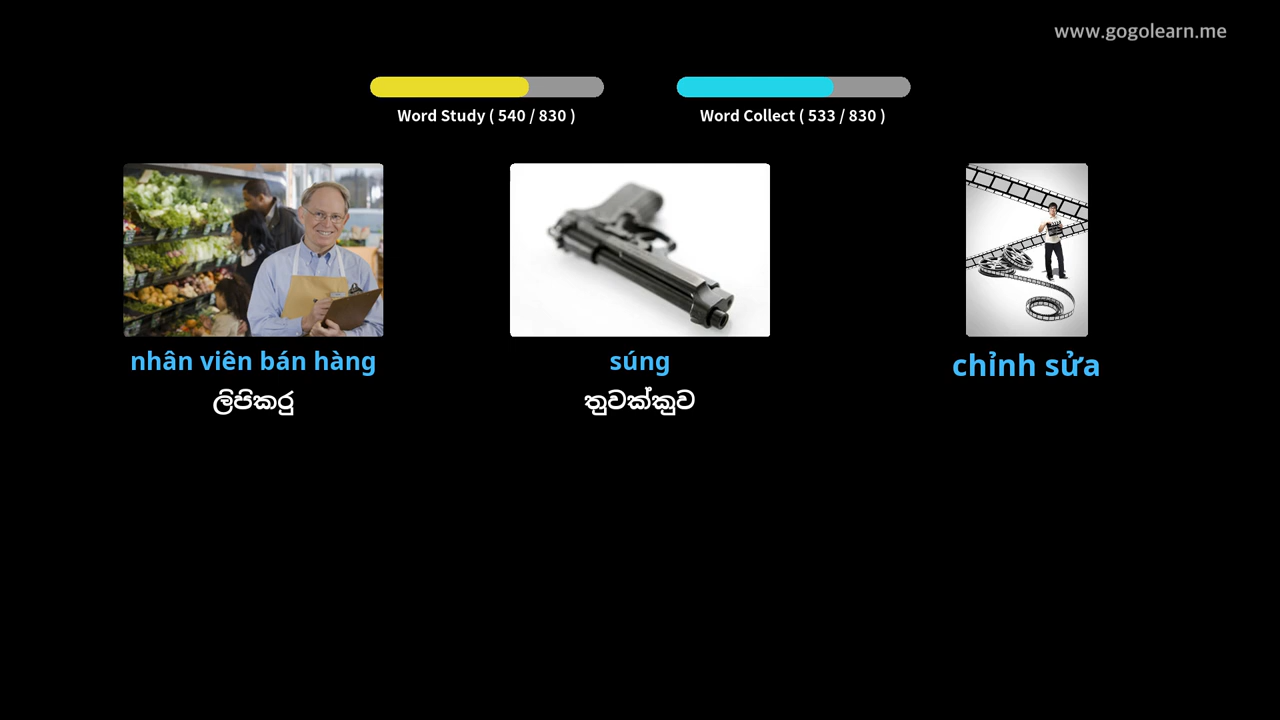 www.gogolearn.me
Word Study ( 540 / 830 )
Word Collect ( 533 / 830 )
nhân viên bán hàng
súng
chỉnh sửa
ලිපිකරු
තුවක්කුව